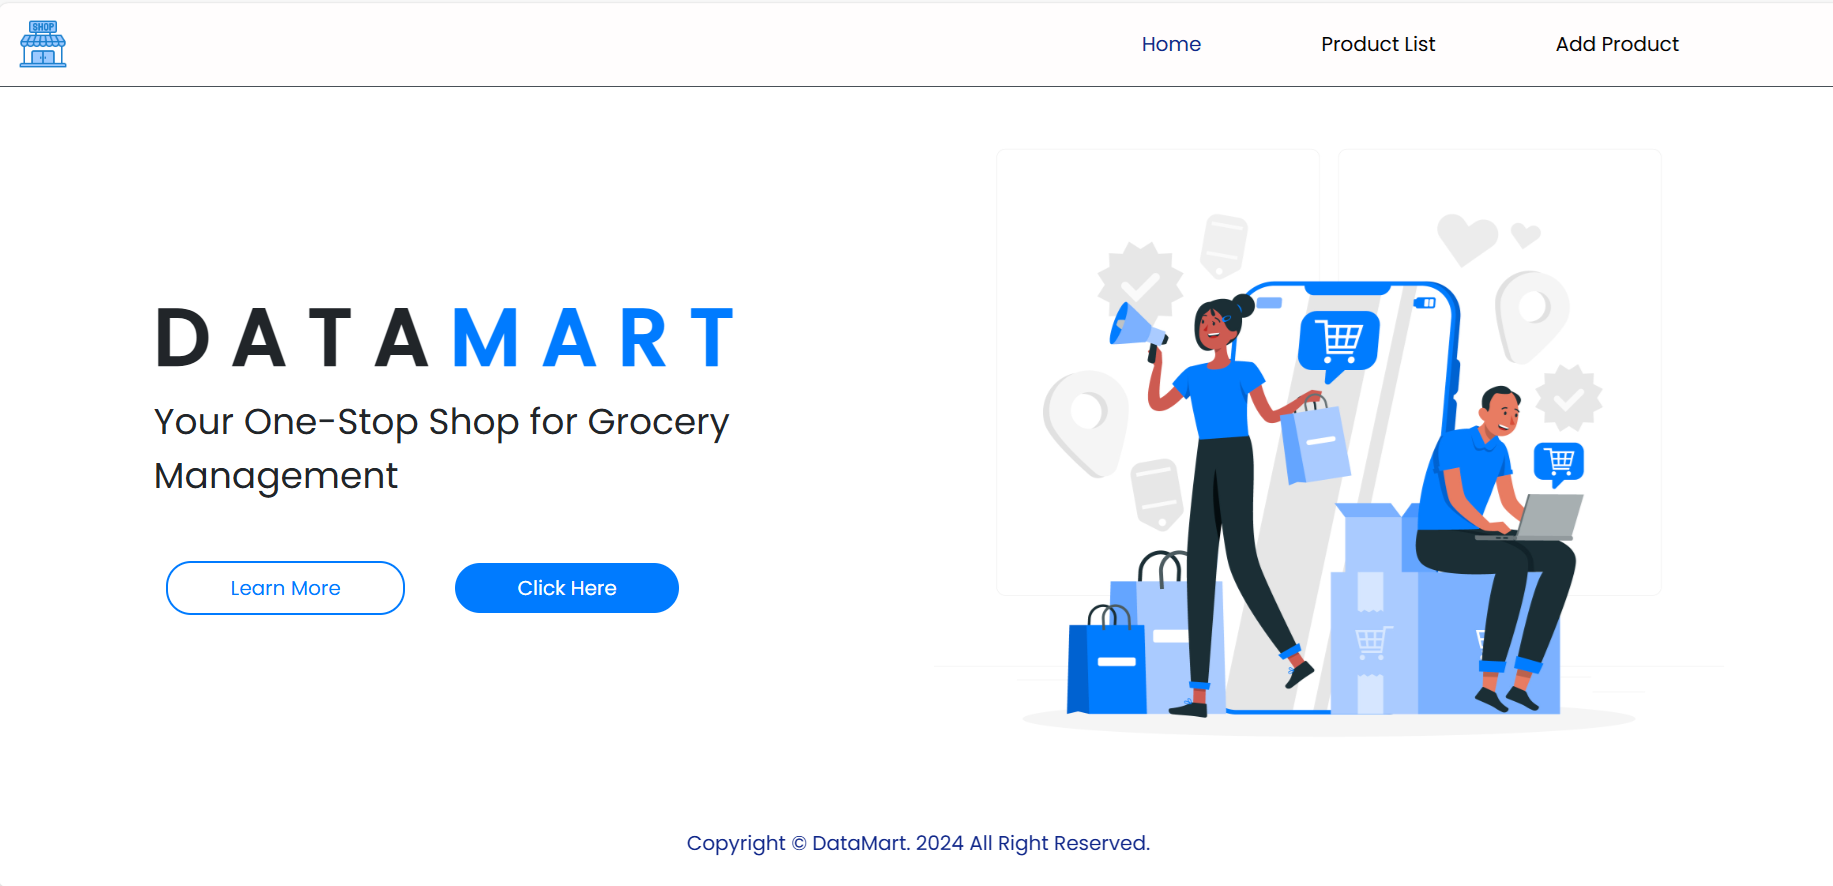 SHOP
Home
Product List
Add Product
DATAMART
Your One-Stop Shop for Grocery
Management
Learn More
Click Here
Copyright © DataMart. 2024 All Right Reserved.